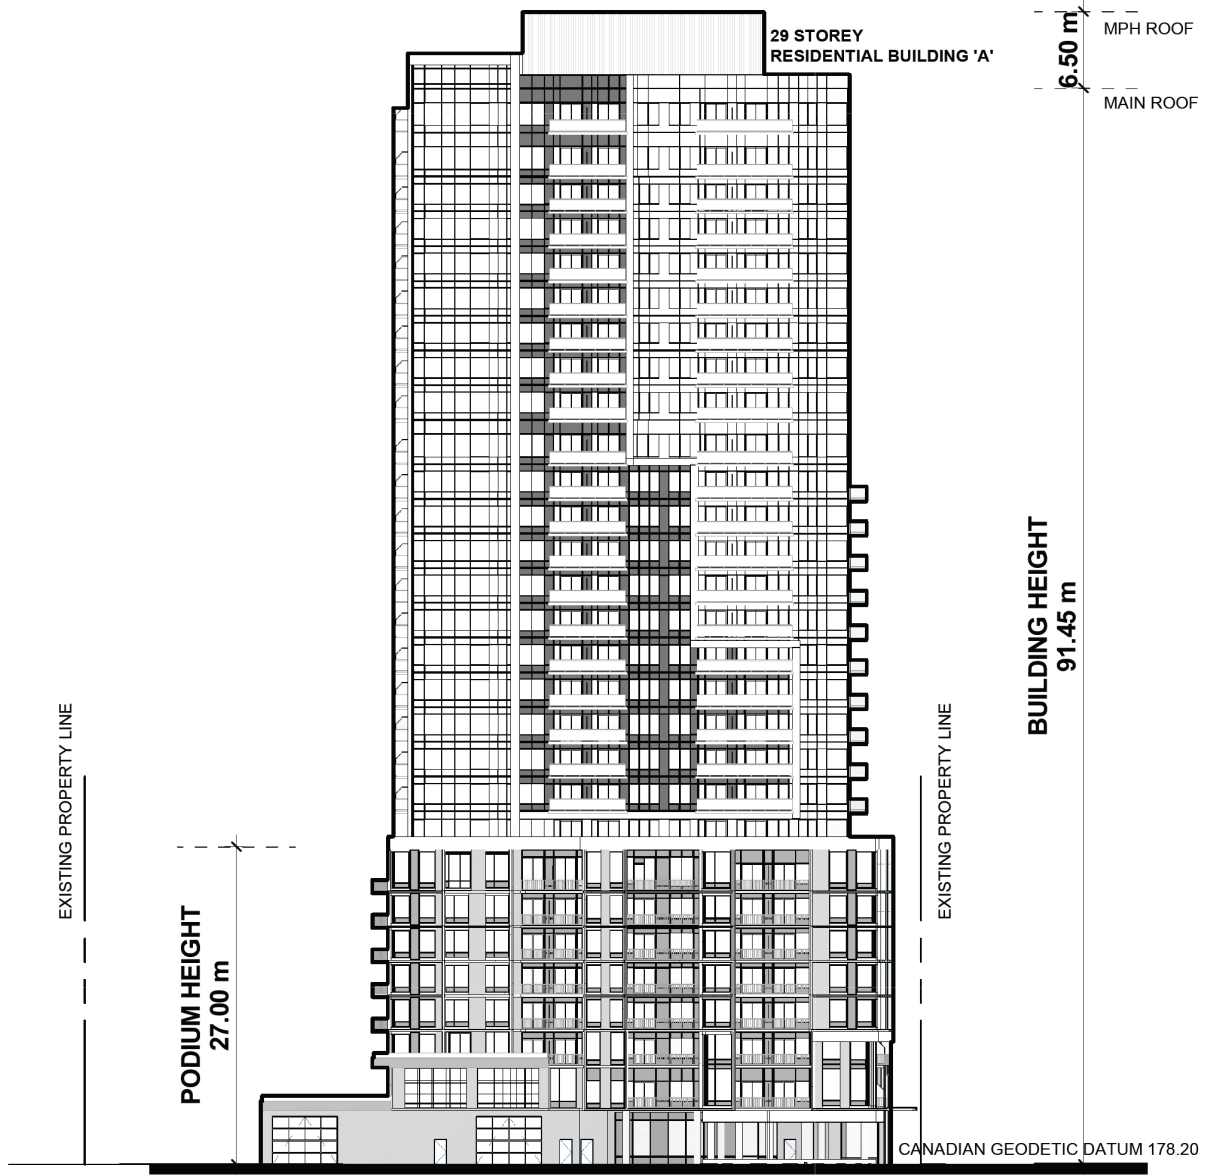 29 STOREY
RESIDENTIAL BUILDING 'A'
6.50 m
MPH ROOF
MAIN ROOF
BUILDING HEIGHT
91.45 m
EXISTING PROPERTY LINE
EXISTING PROPERTY LINE
PODIUM HEIGHT
27.00 m
CANADIAN GEODETIC DATUM 178.20